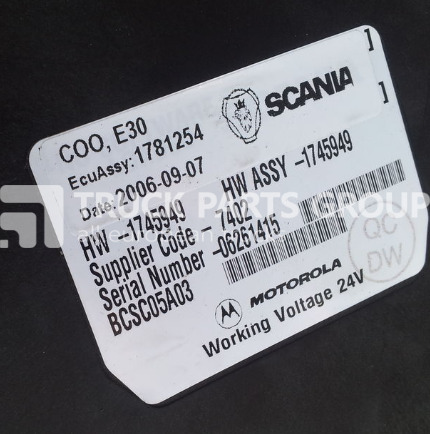 COO, E30
SCANIA
EcuAssy: 1781254
Date: 2006-09-07
HW -1745949 HW ASSY -1745949
Supplier Code - 7402
Serial Number -06261415
BCSC05A03
QC
DW
MOTOROLA
Working Voltage 24V
TRUCK PARTS GROUP